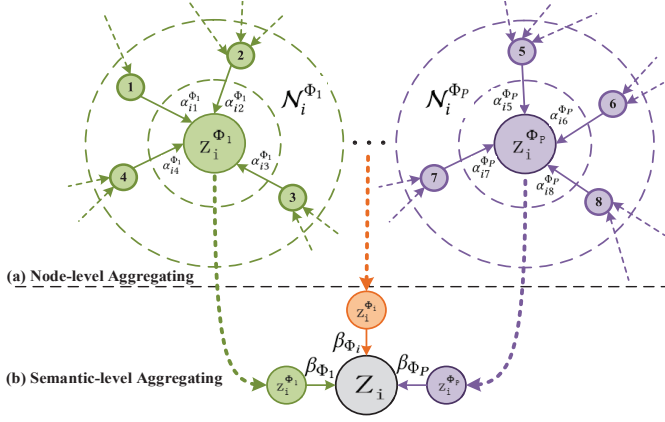 2
1
α_{i1}^{Φ_1}
α_{i2}^{Φ_1}
N_i^{Φ_1}
Z_i^{Φ_1}
4
α_{i4}^{Φ_1}
α_{i3}^{Φ_1}
3
...
5
N_i^{Φ_P}
α_{i5}^{Φ_P}
α_{i6}^{Φ_P}
6
Z_i^{Φ_P}
7
α_{i7}^{Φ_P}
α_{i8}^{Φ_P}
8
(a) Node-level Aggregating
Z_i^{Φ_i}
β_{Φ_i}
(b) Semantic-level Aggregating
Z_i^{Φ_1}
β_{Φ_1}
Z_i
β_{Φ_P}
Z_i^{Φ_P}